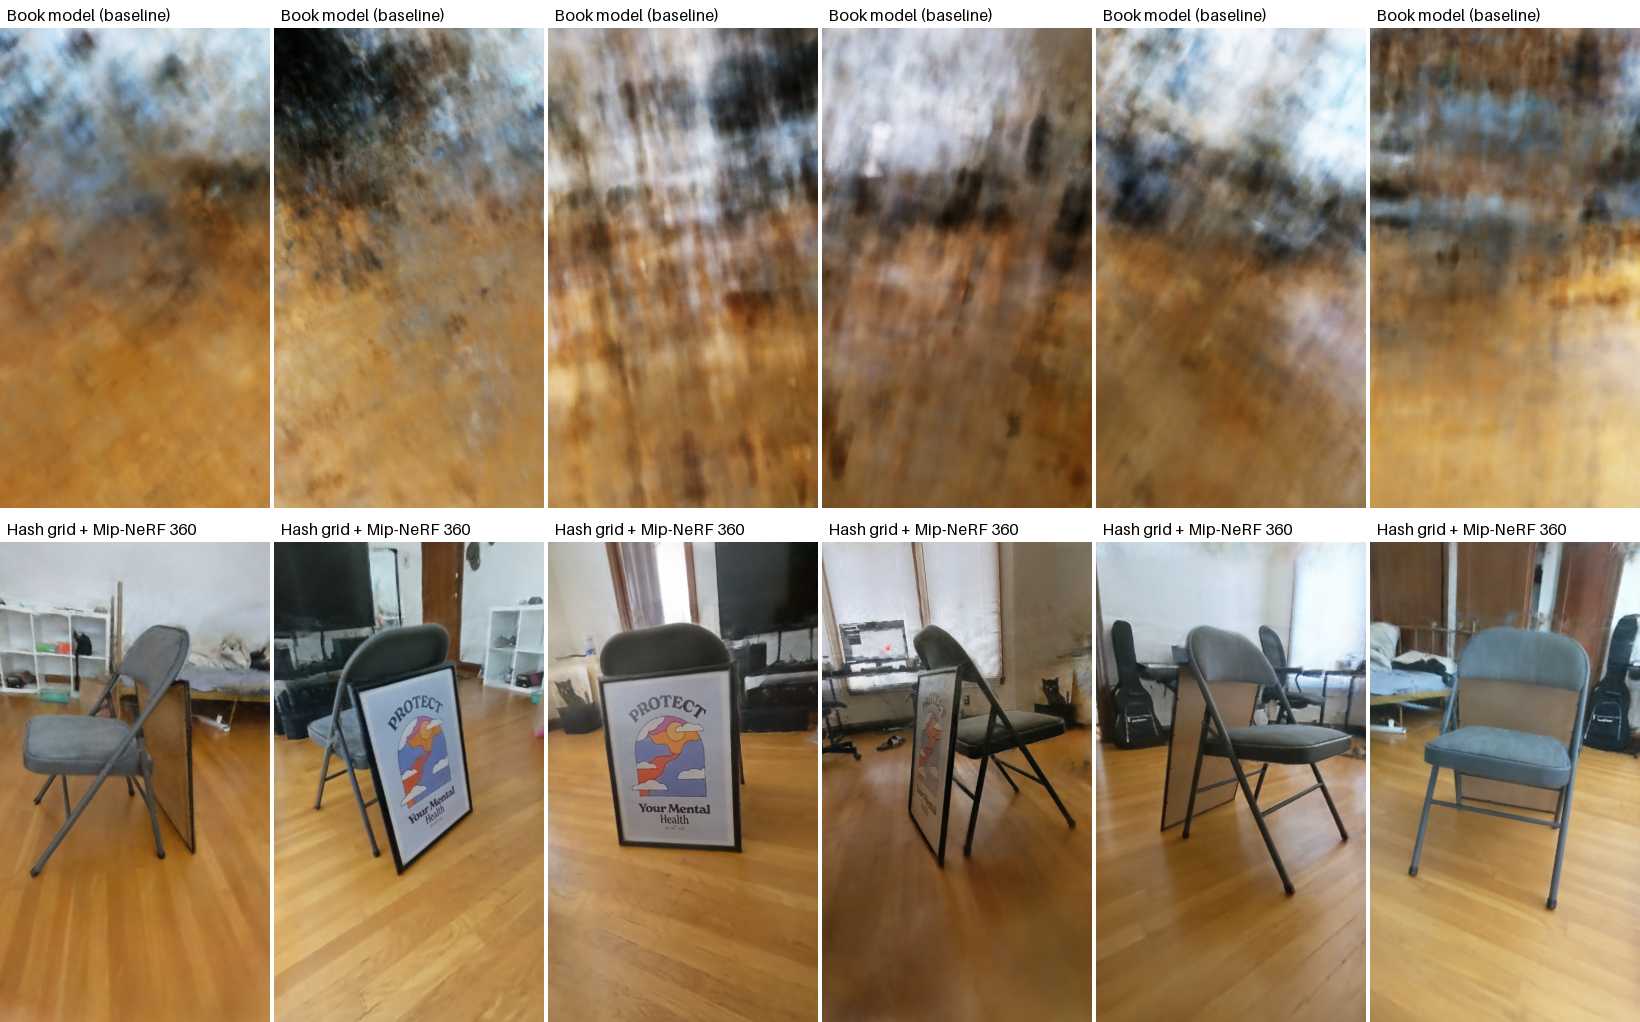 Book model (baseline)
Book model (baseline)
Book model (baseline)
Book model (baseline)
Book model (baseline)
Book model (baseline)
Hash grid + Mip-NeRF 360
Hash grid + Mip-NeRF 360
Hash grid + Mip-NeRF 360
Hash grid + Mip-NeRF 360
Hash grid + Mip-NeRF 360
Hash grid + Mip-NeRF 360
PROTECT
Your Mental
Health
PROTECT
Your Mental
Health